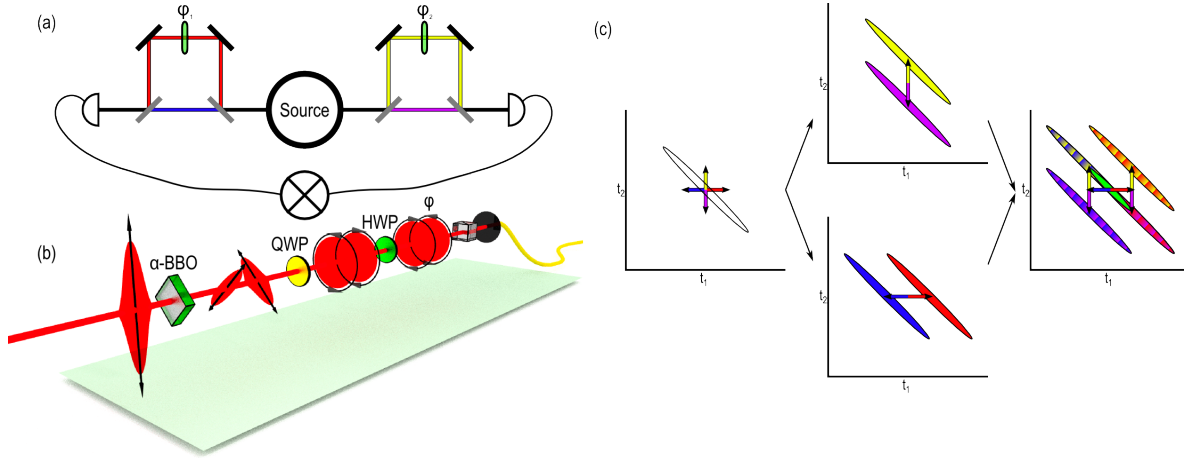 (a)
φ₁
φ₂
Source
(b)
α-BBO
QWP
HWP
φ
(c)
t₂
t₁
t₂
t₁
t₂
t₁
t₂
t₁